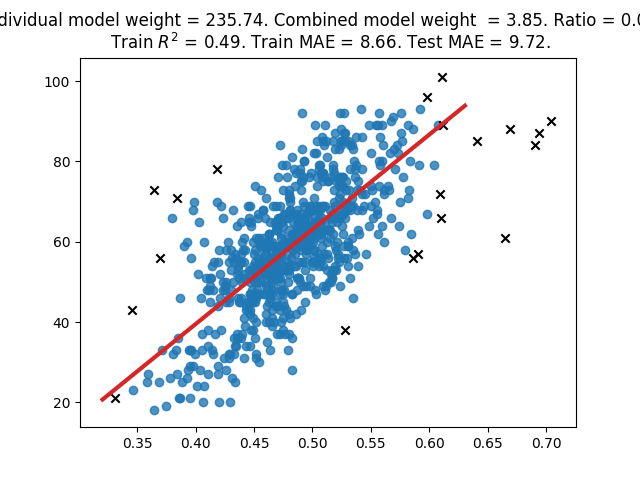 dividual model weight = 235.74. Combined model weight = 3.85. Ratio = 0.0
Train R² = 0.49. Train MAE = 8.66. Test MAE = 9.72.
100
80
60
40
20
0.35 0.40 0.45 0.50 0.55 0.60 0.65 0.70